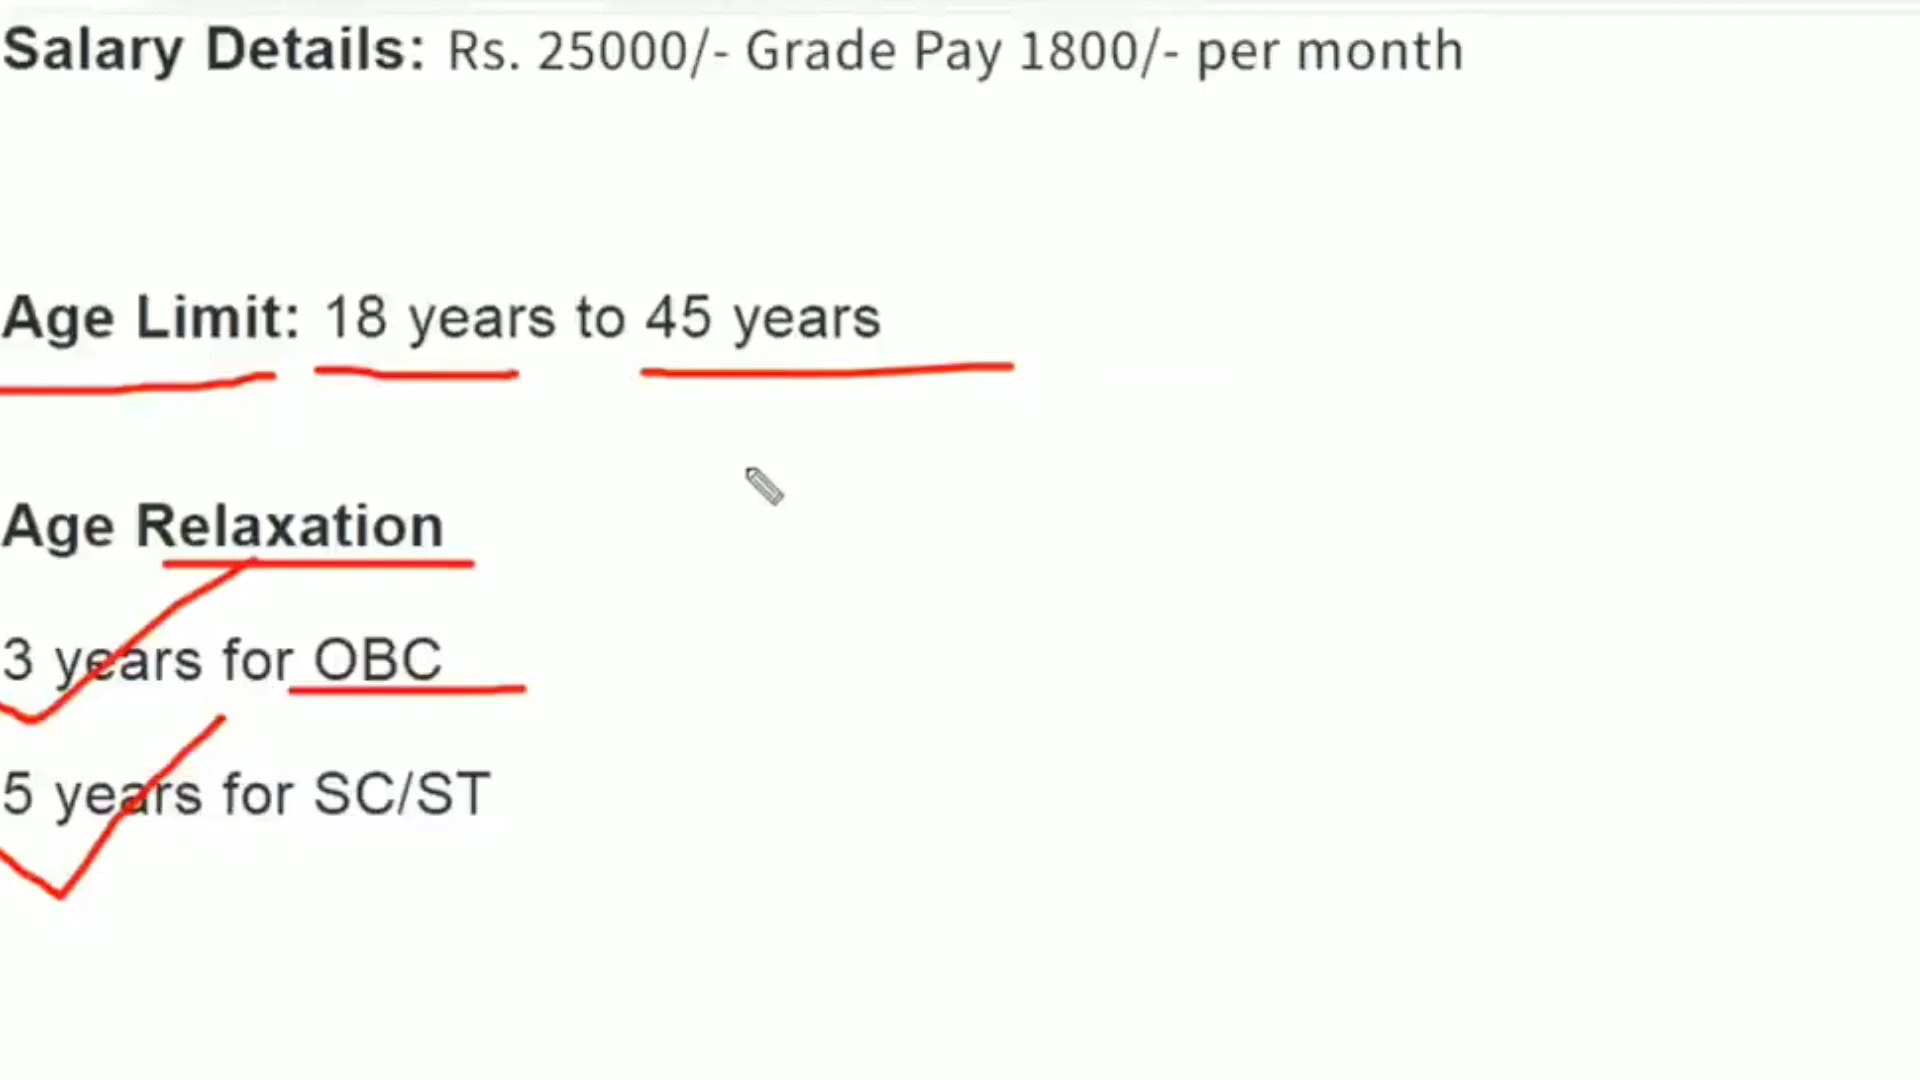 Salary Details: Rs. 25000/- Grade Pay 1800/- per month
Age Limit: 18 years to 45 years
Age Relaxation
3 years for OBC
5 years for SC/ST